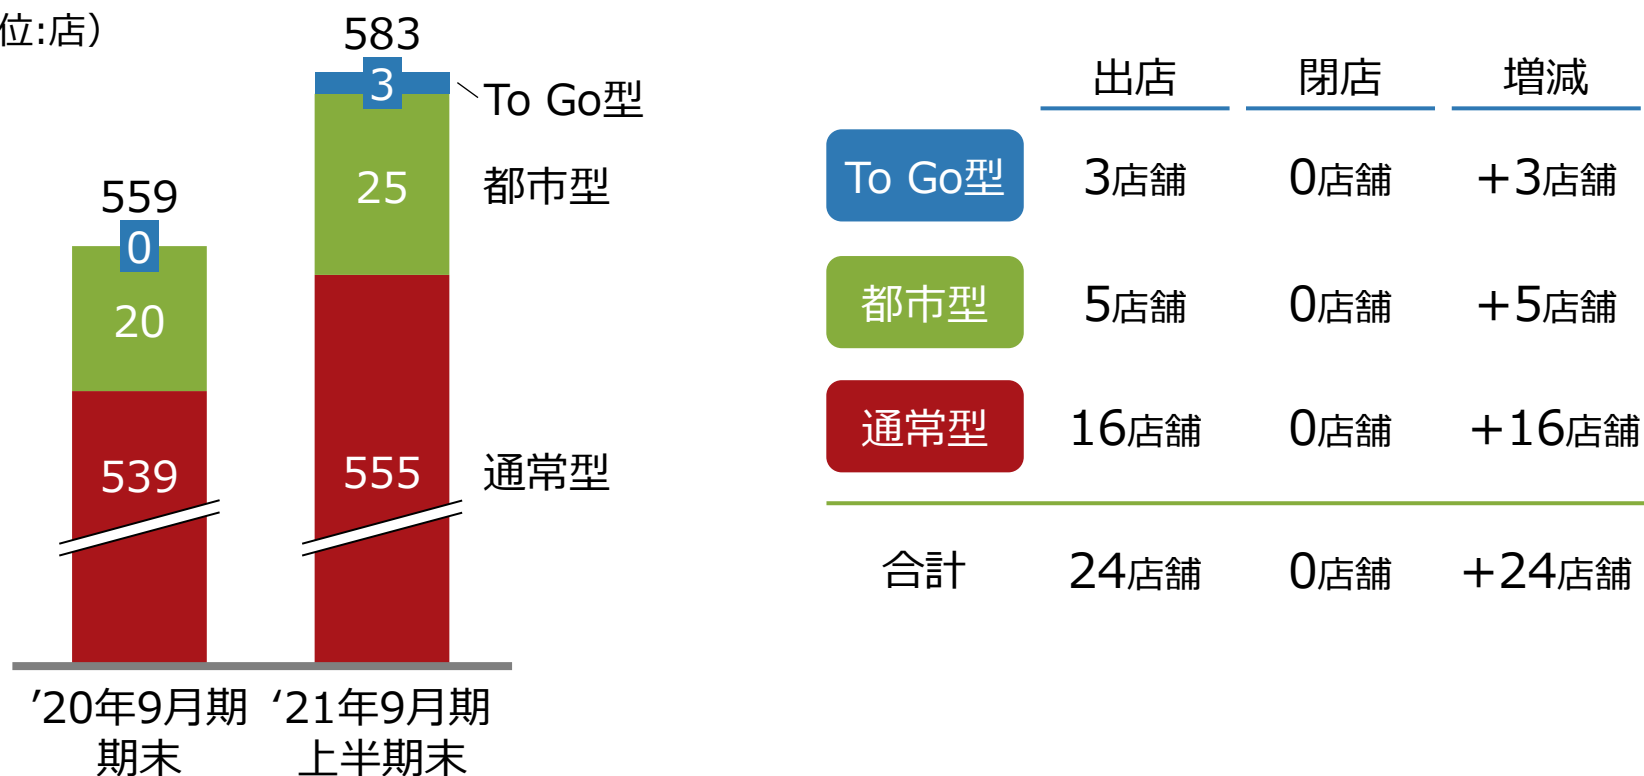 位:店）
559
0
20
539
583
3
25
555
To Go型
都市型
通常型
’20年9月期
期末
‘21年9月期
上半期末
出店 閉店 増減
To Go型 3店舗 0店舗 +3店舗
都市型 5店舗 0店舗 +5店舗
通常型 16店舗 0店舗 +16店舗
合計 24店舗 0店舗 +24店舗